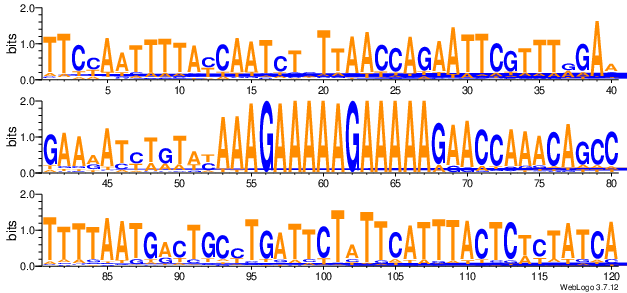 2.0
bits
1.0
0.0
TTCCAATTTTACCAATCT TTAACCAGAATTCGTTTGGAA
5 10 15 20 25 30 35 40
2.0
bits
1.0
0.0
GAAAATCTGTATAAAGAAAAAGAAAAAGAACCAAACAGCC
45 50 55 60 65 70 75 80
2.0
bits
1.0
0.0
TTTTAATGACTGCCTGATTCTATTCATTTACTCTCTATCA
85 90 95 100 105 110 115 120
WebLogo 3.7.12